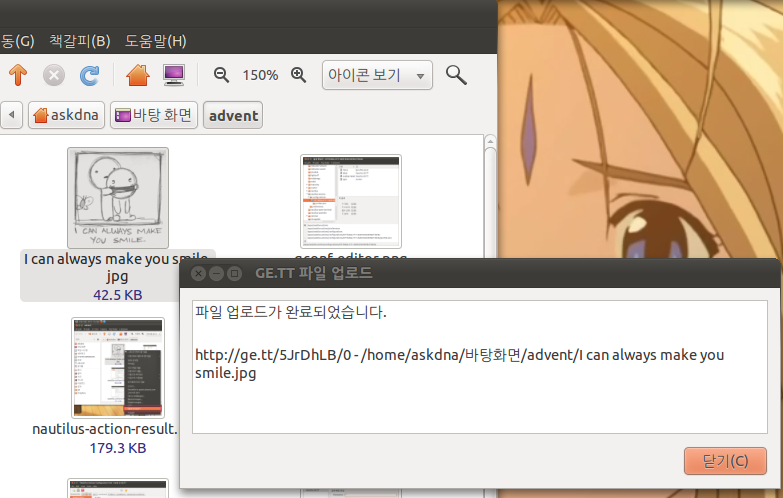 동(G) 책갈피(B) 도움말(H)
150% 아이콘 보기
askdna 바탕 화면 advent
I CAN ALWAYS MAKE
YOU SMILE.
I can always make you smile.
jpg
42.5 KB
gconf-editor.png
GE.TT 파일 업로드
파일 업로드가 완료되었습니다.
http://ge.tt/5JrDhLB/0 - /home/askdna/바탕화면/advent/I can always make you
smile.jpg
nautilus-action-result.
179.3 KB
닫기(C)